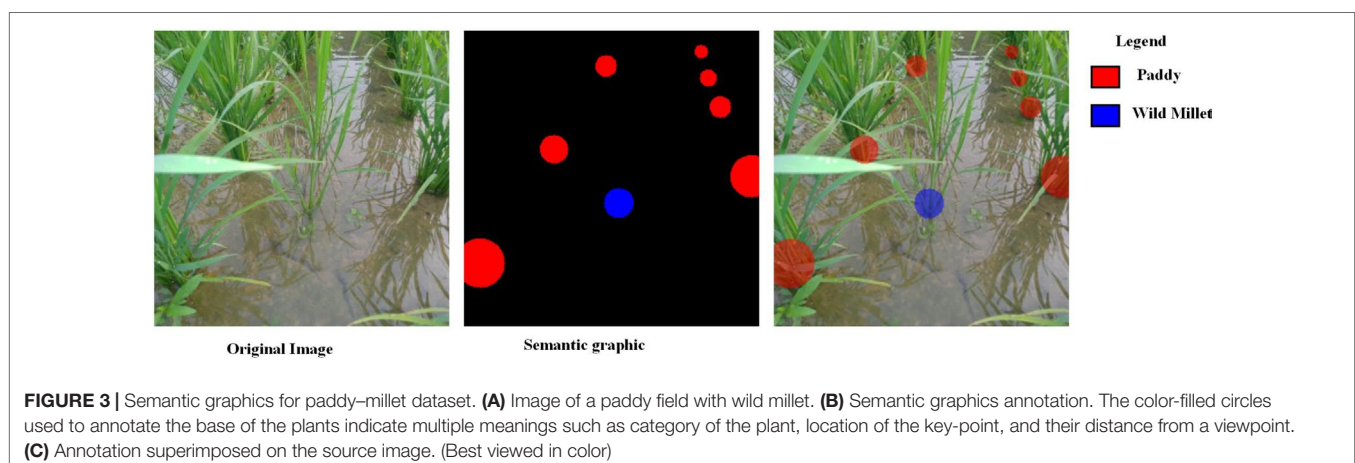 Legend
Paddy
Wild Millet
Original Image
Semantic graphic
FIGURE 3 | Semantic graphics for paddy–millet dataset. (A) Image of a paddy field with wild millet. (B) Semantic graphics annotation. The color-filled circles
used to annotate the base of the plants indicate multiple meanings such as category of the plant, location of the key-point, and their distance from a viewpoint.
(C) Annotation superimposed on the source image. (Best viewed in color)